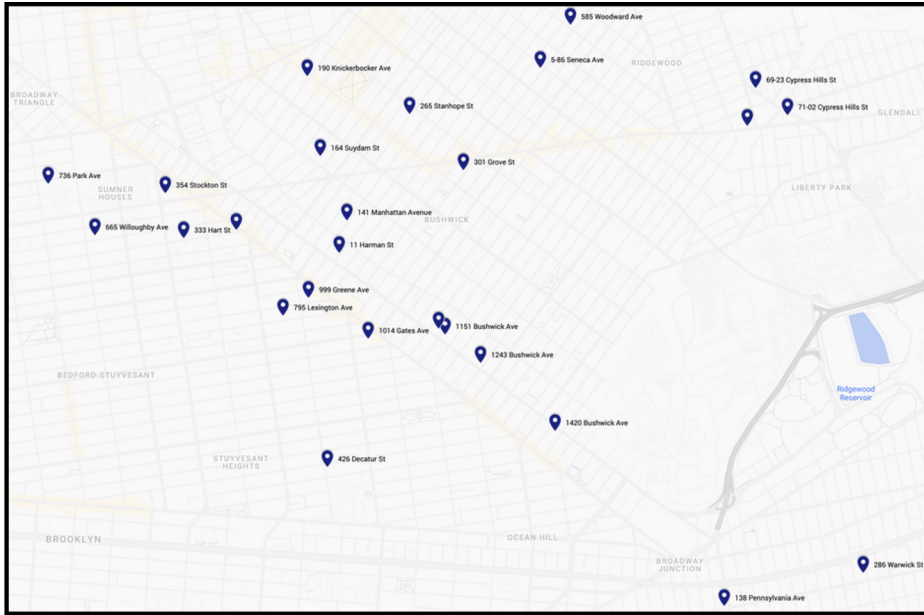 585 Woodward Ave
5-86 Seneca Ave
RIDGEWOOD
190 Knickerbocker Ave
69-23 Cypress Hills St
BROADWAY
TRIANGLE
265 Stanhope St
71-02 Cypress Hills St
GLENDALE
164 Suydam St
301 Grove St
736 Park Ave
354 Stockton St
SUMNER
HOUSES
LIBERTY PARK
141 Manhattan Avenue
BUSHWICK
665 Willoughby Ave
333 Hart St
11 Harman St
999 Greene Ave
795 Lexington Ave
1014 Gates Ave
1151 Bushwick Ave
1243 Bushwick Ave
BEDFORD-STUYVESANT
Ridgewood
Reservoir
1420 Bushwick Ave
STUYVESANT
HEIGHTS
426 Decatur St
BROOKLYN
OCEAN HILL
BROADWAY
JUNCTION
286 Warwick St
138 Pennsylvania Ave